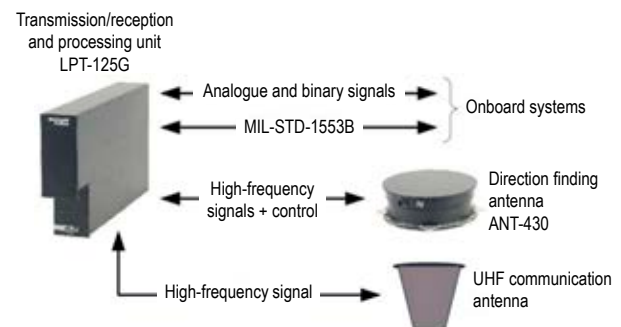 Transmission/reception
and processing unit
LPT-125G
Analogue and binary signals
MIL-STD-1553B
Onboard systems
High-frequency
signals + control
Direction finding
antenna
ANT-430
High-frequency signal
UHF communication
antenna